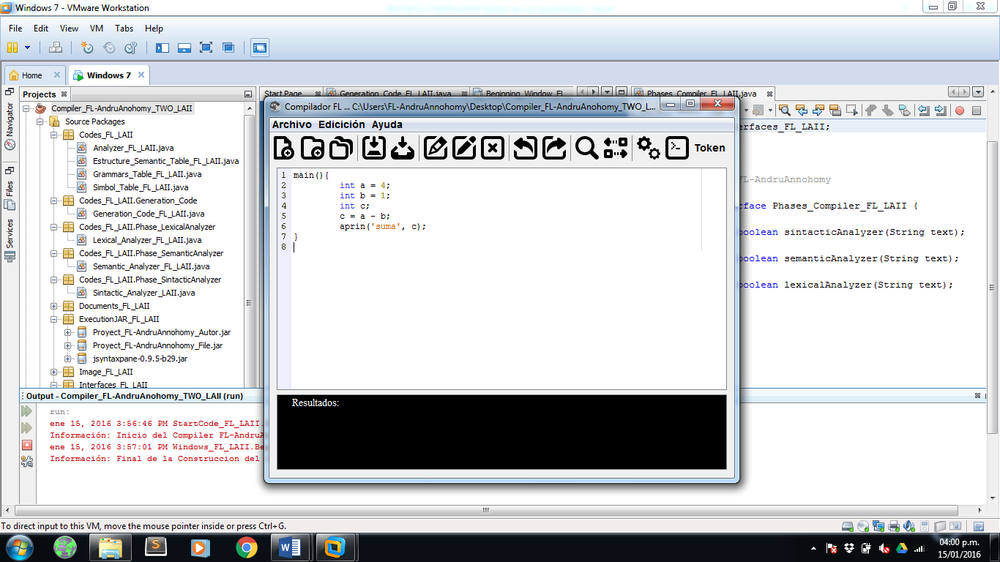 Windows 7 - VMware Workstation
File Edit View VM Tabs Help
Home Windows 7
Projects
Start Page Generation_Code_FL_LAII.java Beginning_Window_FL Phases_Compiler_FL_LAII.java
Navigator
Files
Services
Compiler_FL-AndruAnohomy_TWO_LAII
Source Packages
Codes_FL_LAII
Analyzer_FL_LAII.java
Estructure_Semantic_Table_FL_LAII.java
Grammars_Table_FL_LAII.java
Simbol_Table_FL_LAII.java
Codes_FL_LAII.Generation_Code
Generation_Code_FL_LAII.java
Codes_FL_LAII.Phase_LexicalAnalyzer
Lexical_Analyzer_FL_LAII.java
Codes_FL_LAII.Phase_SemanticAnalyzer
Semantic_Analyzer_FL_LAII.java
Codes_FL_LAII.Phase_SintacticAnalyzer
Sintactic_Analyzer_LAII.java
Documents_FL_LAII
ExecutionJAR_FL_LAII
Proyect_FL-AndruAnnohomy_Autor.jar
Proyect_FL-AndruAnnohomy_File.jar
jsyntaxpane-0.9.5-b29.jar
Image_FL_LAII
Interfaces_FL_LAII
Compilador FL ... C:\Users\FL-AndruAnnohomy\Desktop\Compiler_FL-AndruAnohomy_TWO_L...
Archivo Edicición Ayuda
Token
1 main(){
2 int a = 4;
3 int b = 1;
4 int c;
5 c = a - b;
6 aprin('suma', c);
7 }
8
Resultados:
erfaces_FL_LAII;
FL-AndruAnnohomy
rface Phases_Compiler_FL_LAII {
boolean sintacticAnalyzer(String text);
boolean semanticAnalyzer(String text);
boolean lexicalAnalyzer(String text);
Output - Compiler_FL-AndruAnohomy_TWO_LAII (run)
run:
ene 15, 2016 3:56:46 PM StartCode_FL_LAII.
Información: Inicio del Compiler FL-AndruA
ene 15, 2016 3:57:01 PM Windows_FL_LAII.Be
Información: Final de la Construccion del
To direct input to this VM, move the mouse pointer inside or press Ctrl+G.
04:00 p.m.
15/01/2016